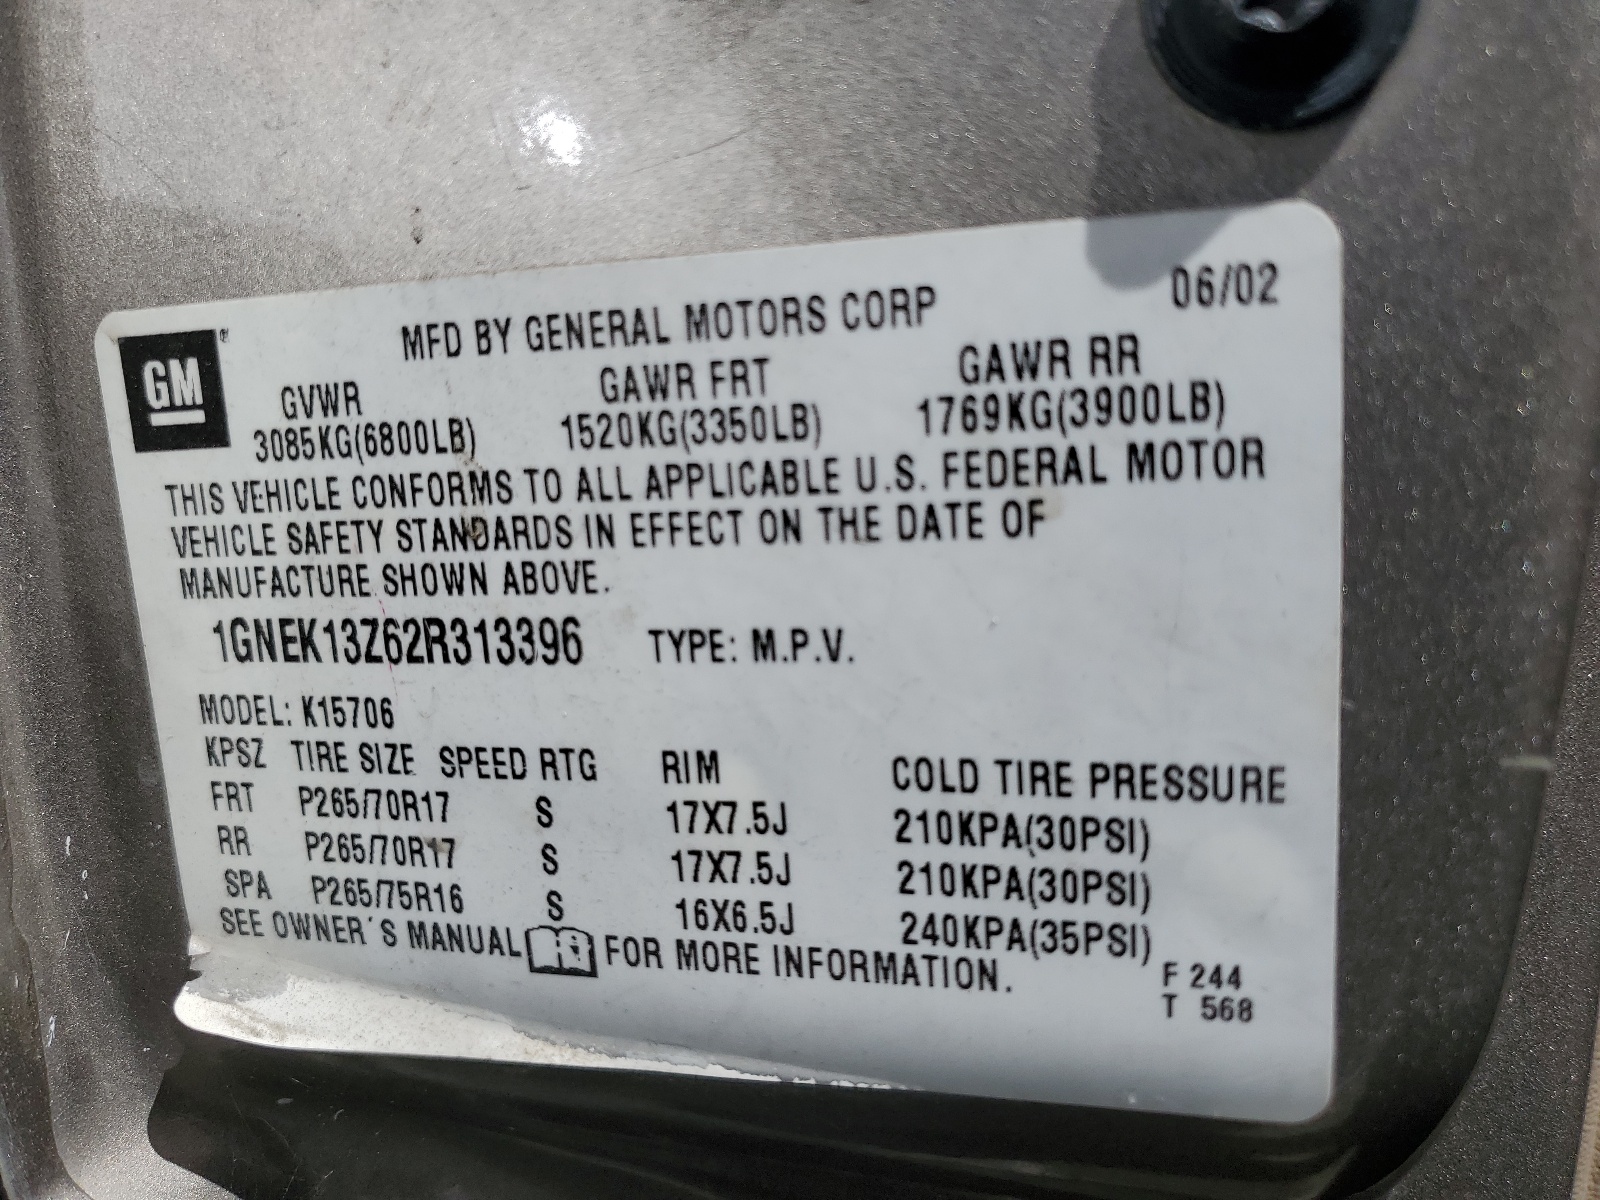 06/02
MFD BY GENERAL MOTORS CORP
GM
GVWR GAWR FRT GAWR RR
3085KG(6800LB) 1520KG(3350LB) 1769KG(3900LB)
THIS VEHICLE CONFORMS TO ALL APPLICABLE U.S. FEDERAL MOTOR
VEHICLE SAFETY STANDARDS IN EFFECT ON THE DATE OF
MANUFACTURE SHOWN ABOVE.
1GNEK13Z62R313396 TYPE: M.P.V.
MODEL: K15706
KPSZ TIRE SIZE SPEED RTG RIM COLD TIRE PRESSURE
FRT P265/70R17 S 17X7.5J 210KPA(30PSI)
RR P265/70R17 S 17X7.5J 210KPA(30PSI)
SPA P265/75R16 S 16X6.5J 240KPA(35PSI)
SEE OWNER'S MANUAL FOR MORE INFORMATION.
F 244
T 568